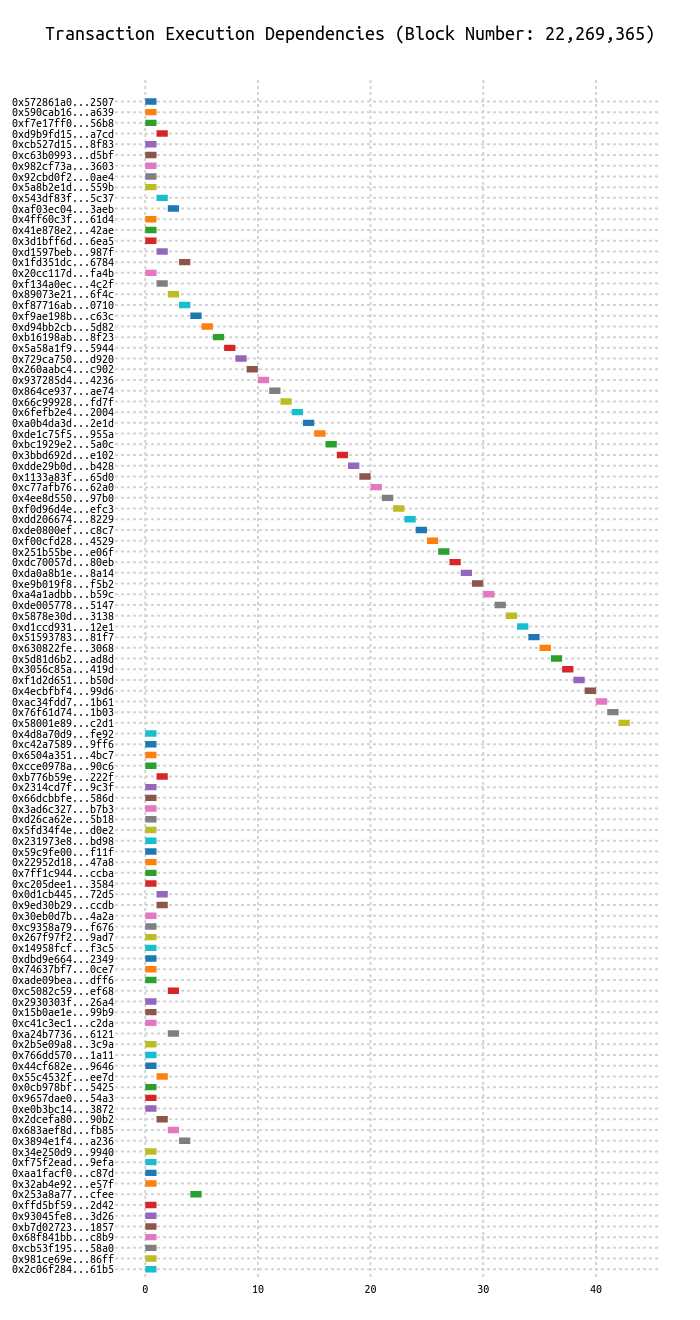 Transaction Execution Dependencies (Block Number: 22,269,365)
0x572861a0...2507
0x590cab16...a639
0xf7e17ff0...56b8
0xd9b9fd15...a7cd
0xcb527d15...8f83
0xc63b0993...d5bf
0x982cf73a...3603
0x92cbd0f2...0ae4
0x5a8b2e1d...559b
0x543df83f...5c37
0xaf03ec04...3aeb
0x4ff60c3f...61d4
0x41e878e2...42ae
0x3d1bff6d...6ea5
0xd1597beb...987f
0x1fd351dc...6784
0x20cc117d...fa4b
0xf134a0ec...4c2f
0x89073e21...6f4c
0xf87716ab...0710
0xf9ae198b...c63c
0xd94bb2cb...5d82
0xb16198ab...8f23
0x5a58a1f9...5944
0x729ca750...d920
0x260aabc4...c902
0x937285d4...4236
0x864ce937...ae74
0x66c99928...fd7f
0x6fefb2e4...2004
0xa0b4da3d...2e1d
0xde1c75f5...955a
0xbc1929e2...5a0c
0x3bbd692d...e102
0xdde29b0d...b428
0x1133a83f...65d0
0xc77afb76...62a0
0x4ee8d550...97b0
0xf0d96d4e...efc3
0xdd206674...8229
0xde0800ef...c8c7
0xf00cfd28...4529
0x251b55be...e06f
0xdc70057d...80eb
0xda0a8b1e...8a14
0xe9b019f8...f5b2
0xa4a1adbb...b59c
0xde005778...5147
0x5878e30d...3138
0xd1ccd931...12e1
0x51593783...81f7
0x630822fe...3068
0x5d81d6b2...ad8d
0x3056c85a...419d
0xf1d2d651...b50d
0x4ecbfbf4...99d6
0xac34fdd7...1b61
0x76f61d74...1b03
0x58001e89...c2d1
0x4d8a70d9...fe92
0xc42a7589...9ff6
0x6504a351...4bc7
0xcce0978a...90c6
0xb776b59e...222f
0x2314cd7f...9c3f
0x66dcbbfe...586d
0x3ad6c327...b7b3
0xd26ca62e...5b18
0x5fd34f4e...d0e2
0x231973e8...bd98
0x59c9fe00...f11f
0x22952d18...47a8
0x7ff1c944...ccba
0xc205dee1...3584
0x0d1cb445...72d5
0x9ed30b29...ccdb
0x30eb0d7b...4a2a
0xc9358a79...f676
0x267f97f2...9ad7
0x14958fcf...f3c5
0xdbd9e664...2349
0x74637bf7...0ce7
0xade09bea...dff6
0xc5082c59...ef68
0x2930303f...26a4
0x15b0ae1e...99b9
0xc41c3ec1...c2da
0xa24b7736...6121
0x2b5e09a8...3c9a
0x766dd570...1a11
0x44cf682e...9646
0x55c4532f...ee7d
0x0cb978bf...5425
0x9657dae0...54a3
0xe0b3bc14...3872
0x2dcefa80...90b2
0x683aef8d...fb85
0x3894e1f4...a236
0x34e250d9...9940
0xf75f2ead...9efa
0xaa1facf0...c87d
0x32ab4e92...e57f
0x253a8a77...cfee
0xffd5bf59...2d42
0x93045fe8...3d26
0xb7d02723...1857
0x68f841bb...c8b9
0xcb53f195...58a0
0x981ce69e...86ff
0x2c06f284...61b5
0 10 20 30 40